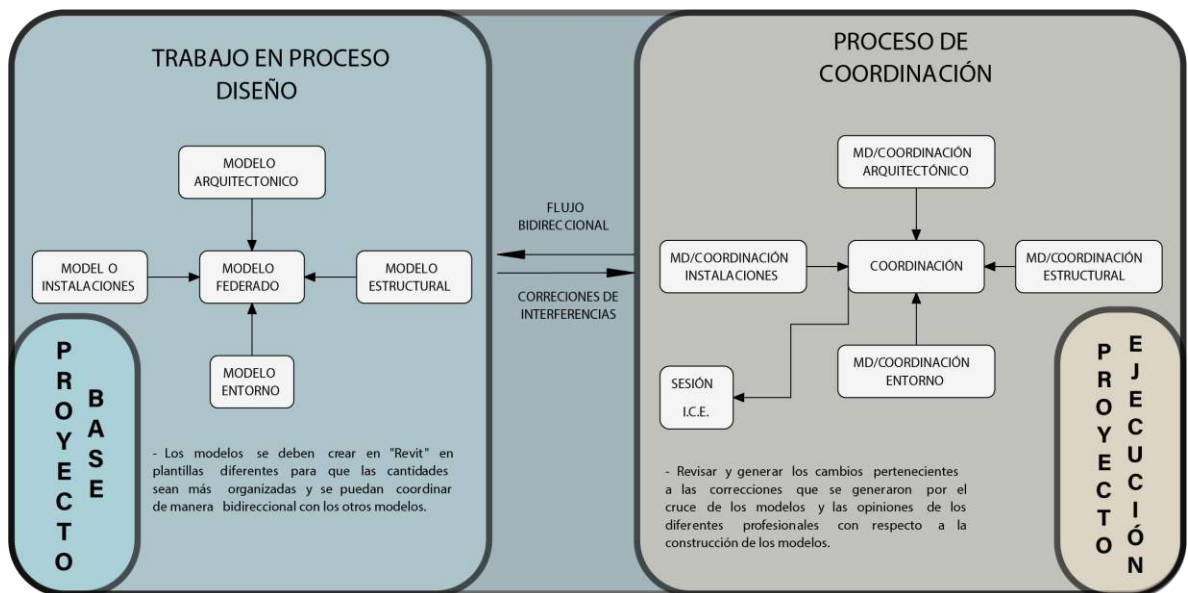 TRABAJO EN PROCESO
DISEÑO
MODELO
ARQUITECTONICO
MODEL O
INSTALACIONES
MODELO
FEDERADO
MODELO
ESTRUCTURAL
MODELO
ENTORNO
PROYECTO
BASE
- Los modelos se deben crear en "Revit" en
plantillas diferentes para que las cantidades
sean más organizadas y se puedan coordinar
de manera bidireccional con los otros modelos.
FLUJO
BIDIRECCIONAL
CORRECIONES DE
INTERFERENCIAS
PROCESO DE
COORDINACIÓN
MD/COORDINACIÓN
ARQUITECTÓNICO
MD/COORDINACIÓN
INSTALACIONES
COORDINACIÓN
MD/COORDINACIÓN
ESTRUCTURAL
MD/COORDINACIÓN
ENTORNO
SESIÓN
I.C.E.
- Revisar y generar los cambios pertenecientes
a las correcciones que se generaron por el
cruce de los modelos y las opiniones de los
diferentes profesionales con respecto a la
construcción de los modelos.
PROYECTO
EJECUCIÓN